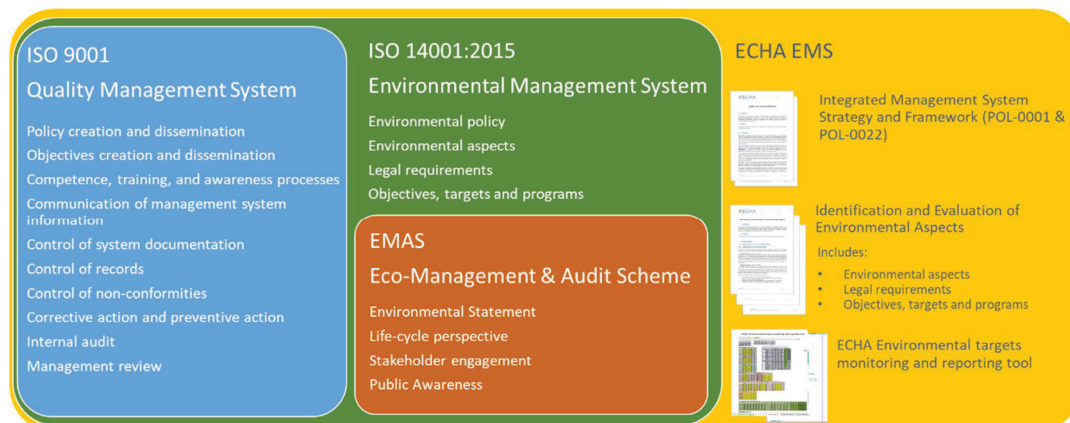 ISO 9001
Quality Management System
Policy creation and dissemination
Objectives creation and dissemination
Competence, training, and awareness processes
Communication of management system
information
Control of system documentation
Control of records
Control of non-conformities
Corrective action and preventive action
Internal audit
Management review
ISO 14001:2015
Environmental Management System
Environmental policy
Environmental aspects
Legal requirements
Objectives, targets and programs
EMAS
Eco-Management & Audit Scheme
Environmental Statement
Life-cycle perspective
Stakeholder engagement
Public Awareness
ECHA EMS
Integrated Management System
Strategy and Framework (POL-0001 &
POL-0022)
Identification and Evaluation of
Environmental Aspects
Includes:
• Environmental aspects
• Legal requirements
• Objectives, targets and programs
ECHA Environmental targets
monitoring and reporting tool